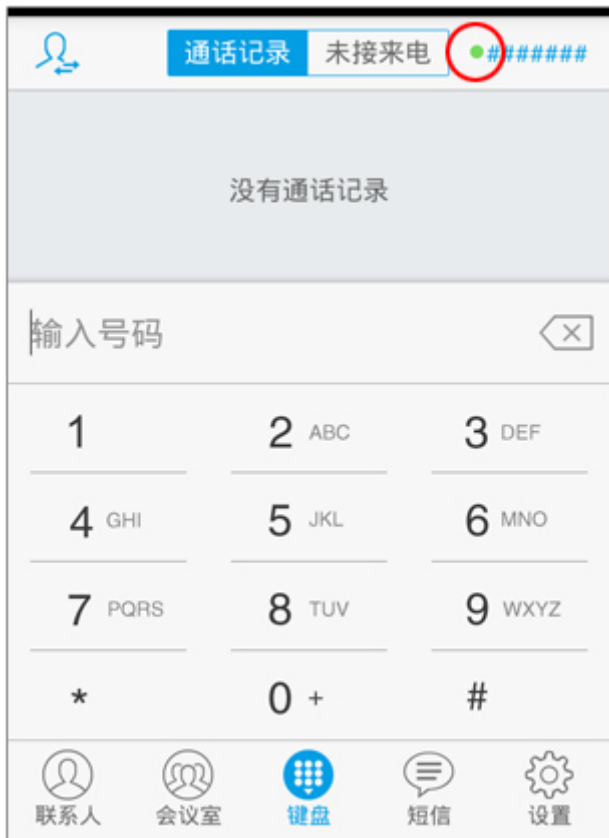 通话记录 未接来电 #######
没有通话记录
输入号码
1 2 ABC 3 DEF
4 GHI 5 JKL 6 MNO
7 PQRS 8 TUV 9 WXYZ
* 0 + #
联系人 会议室 键盘 短信 设置